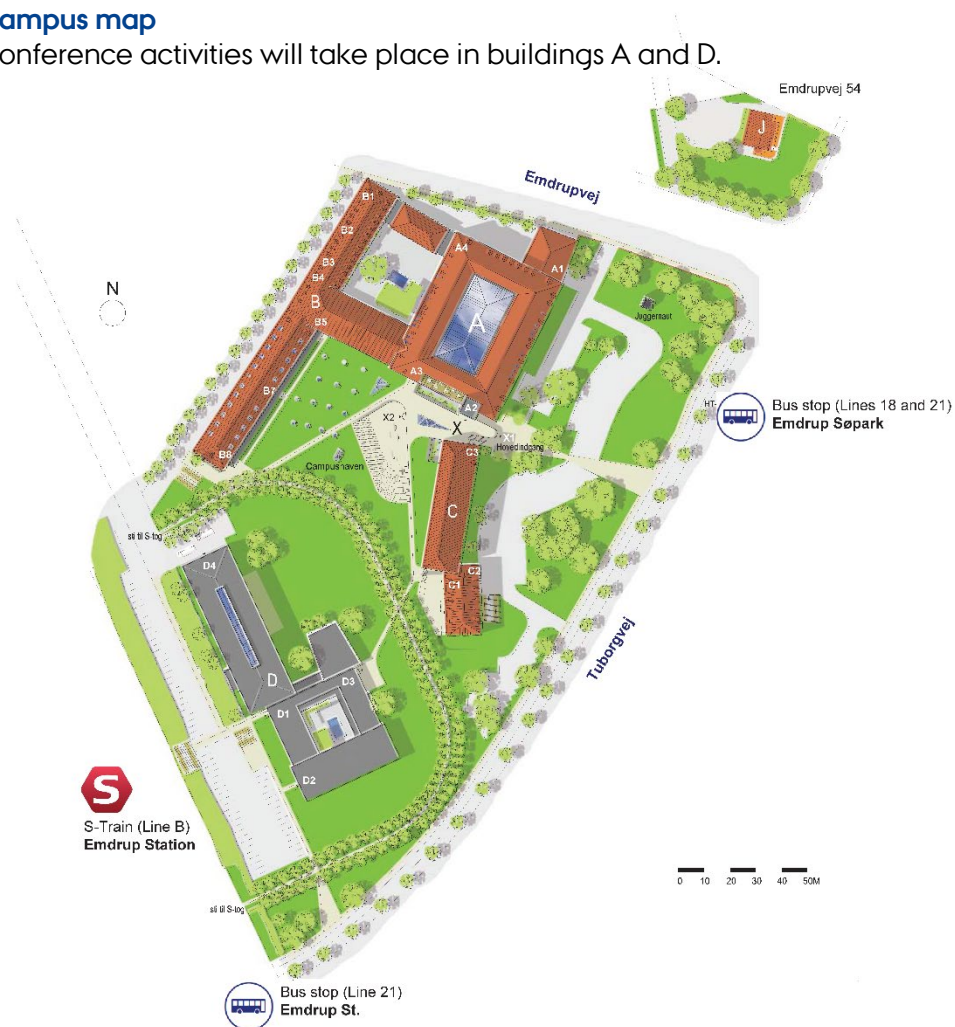 ampus map
onference activities will take place in buildings A and D.
Emdrupvej 54
J
Emdrupvej
B1
B2
A4
A1
B3
B4
N
B
A
Juggernaut
B5
A3
B7
A2
HT-
Bus stop (Lines 18 and 21)
Emdrup Søpark
X2
X
X1
Hovedindgang
C3
B8
Campushaven
C
sti til S-tog
D4
C2
C1
Tuborgvej
D
D3
D1
D2
S
S-Train (Line B)
Emdrup Station
0 10 20 30 40 50M
sti til S-tog
Bus stop (Line 21)
Emdrup St.